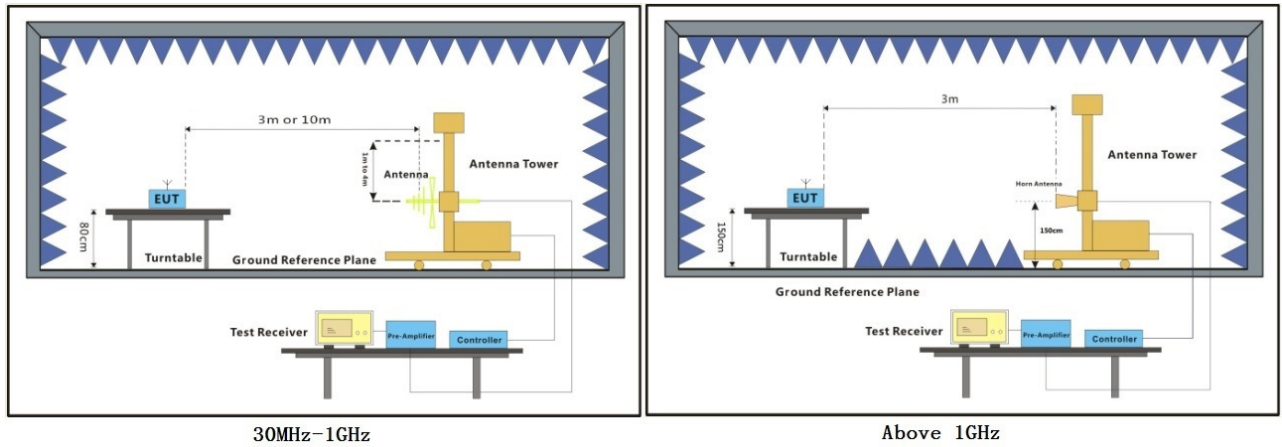 3m or 10m
1m to 4m
Antenna
Antenna Tower
EUT
80cm
Turntable
Ground Reference Plane
Test Receiver
Pre-Amplifier
Controller
30MHz-1GHz
3m
Antenna Tower
Horn Antenna
EUT
150cm
150cm
Turntable
Ground Reference Plane
Test Receiver
Pre-Amplifier
Controller
Above 1GHz